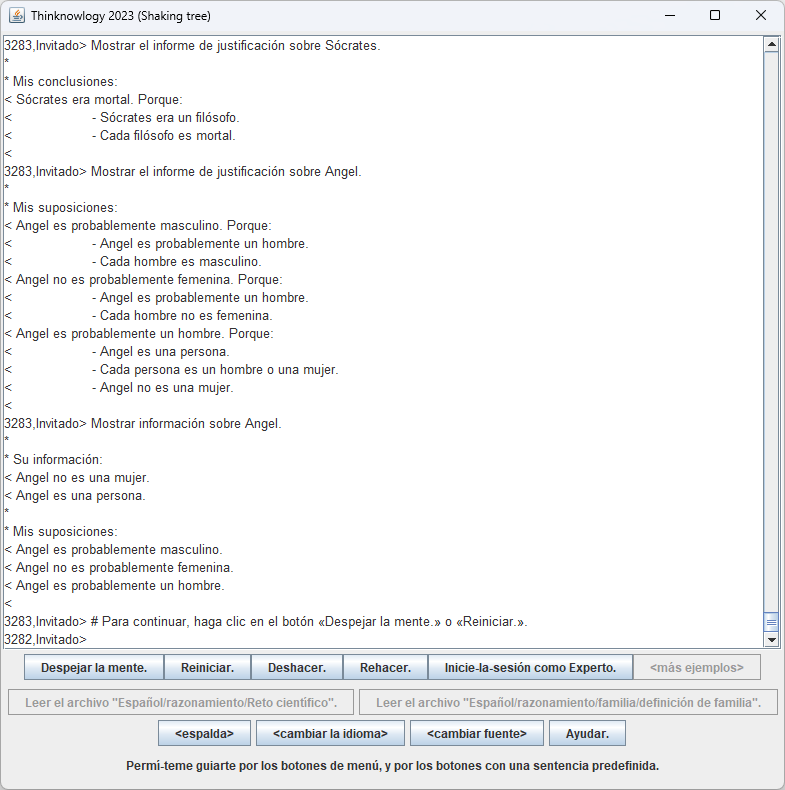 Thinknowlogy 2023 (Shaking tree)
3283,Invitado> Mostrar el informe de justificación sobre Sócrates.
*
* Mis conclusiones:
< Sócrates era mortal. Porque:
< - Sócrates era un filósofo.
< - Cada filósofo es mortal.
<
3283,Invitado> Mostrar el informe de justificación sobre Angel.
*
* Mis suposiciones:
< Angel es probablemente masculino. Porque:
< - Angel es probablemente un hombre.
< - Cada hombre es masculino.
< Angel no es probablemente femenina. Porque:
< - Angel es probablemente un hombre.
< - Cada hombre no es femenina.
< Angel es probablemente un hombre. Porque:
< - Angel es una persona.
< - Cada persona es un hombre o una mujer.
< - Angel no es una mujer.
<
3283,Invitado> Mostrar información sobre Angel.
*
* Su información:
< Angel no es una mujer.
< Angel es una persona.
*
* Mis suposiciones:
< Angel es probablemente masculino.
< Angel no es probablemente femenina.
< Angel es probablemente un hombre.
<
3283,Invitado> # Para continuar, haga clic en el botón «Despejar la mente.» o «Reiniciar.».
3282,Invitado>
Despejar la mente. Reiniciar. Deshacer. Rehacer. Inicie-la-sesión como Experto. <más ejemplos>
Leer el archivo "Español/razonamiento/Reto científico". Leer el archivo "Español/razonamiento/familia/definición de familia".
<espalda> <cambiar la idioma> <cambiar fuente> Ayudar.
Permí-teme guiarte por los botones de menú, y por los botones con una sentencia predefinida.